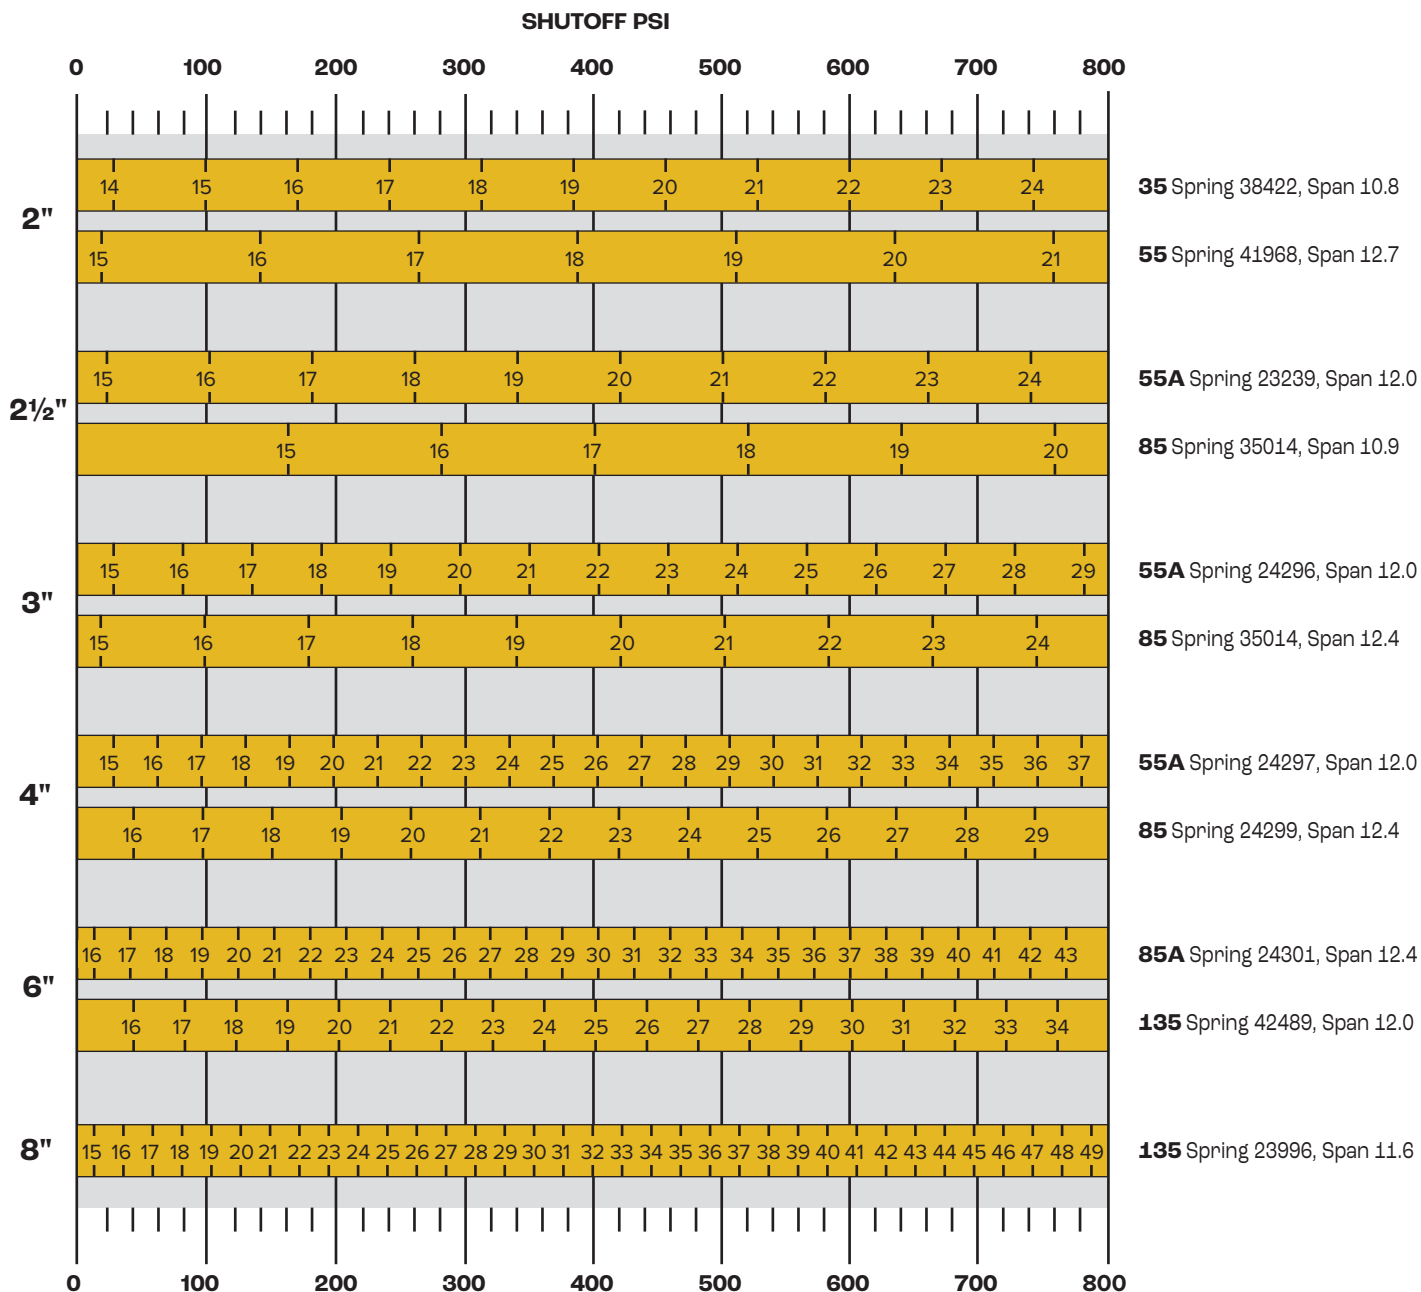 SHUTOFF PSI
0 100 200 300 400 500 600 700 800
14 15 16 17 18 19 20 21 22 23 24
35 Spring 38422, Span 10.8
2"
15 16 17 18 19 20 21
55 Spring 41968, Span 12.7
15 16 17 18 19 20 21 22 23 24
55A Spring 23239, Span 12.0
2½"
15 16 17 18 19 20
85 Spring 35014, Span 10.9
15 16 17 18 19 20 21 22 23 24 25 26 27 28 29
55A Spring 24296, Span 12.0
3"
15 16 17 18 19 20 21 22 23 24
85 Spring 35014, Span 12.4
15 16 17 18 19 20 21 22 23 24 25 26 27 28 29 30 31 32 33 34 35 36 37
55A Spring 24297, Span 12.0
4"
16 17 18 19 20 21 22 23 24 25 26 27 28 29
85 Spring 24299, Span 12.4
16 17 18 19 20 21 22 23 24 25 26 27 28 29 30 31 32 33 34 35 36 37 38 39 40 41 42 43
85A Spring 24301, Span 12.4
6"
16 17 18 19 20 21 22 23 24 25 26 27 28 29 30 31 32 33 34
135 Spring 42489, Span 12.0
8"
15 16 17 18 19 20 21 22 23 24 25 26 27 28 29 30 31 32 33 34 35 36 37 38 39 40 41 42 43 44 45 46 47 48 49
135 Spring 23996, Span 11.6
0 100 200 300 400 500 600 700 800